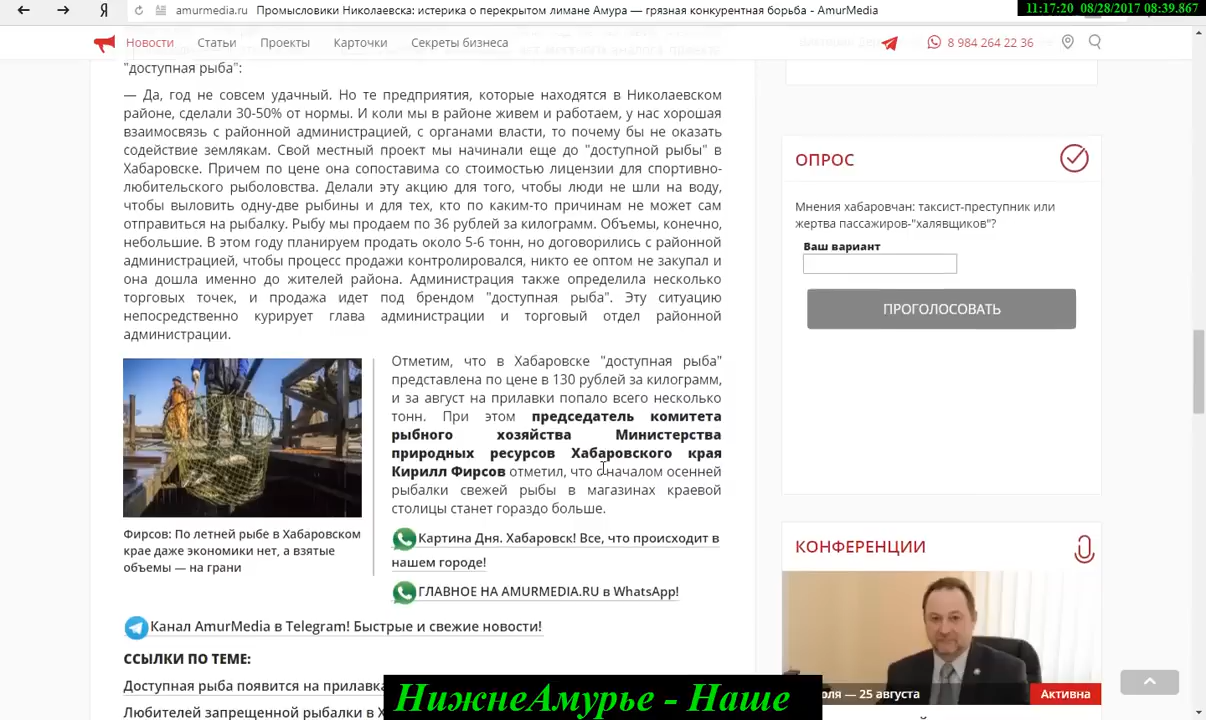 amurmedia.ru Промысловики Николаевска: истерика о перекрытом лимане Амура — грязная конкурентная борьба - AmurMedia
11:17:20 08/28/2017 08:39.867
Новости Статьи Проекты Карточки Секреты бизнеса 8 984 264 22 36
"доступная рыба":
— Да, год не совсем удачный. Но те предприятия, которые находятся в Николаевском
районе, сделали 30-50% от нормы. И коли мы в районе живем и работаем, у нас хорошая
взаимосвязь с районной администрацией, с органами власти, то почему бы не оказать
содействие землякам. Свой местный проект мы начинали еще до "доступной рыбы" в
Хабаровске. Причем по цене она сопоставима со стоимостью лицензии для спортивно-
любительского рыболовства. Делали эту акцию для того, чтобы люди не шли на воду,
чтобы выловить одну-две рыбины и для тех, кто по каким-то причинам не может сам
отправиться на рыбалку. Рыбу мы продаем по 36 рублей за килограмм. Объемы, конечно,
небольшие. В этом году планируем продать около 5-6 тонн, но договорились с районной
администрацией, чтобы процесс продажи контролировался, никто ее оптом не закупал и
она дошла именно до жителей района. Администрация также определила несколько
торговых точек, и продажа идет под брендом "доступная рыба". Эту ситуацию
непосредственно курирует глава администрации и торговый отдел районной
администрации.
Отметим, что в Хабаровске "доступная рыба"
представлена по цене в 130 рублей за килограмм,
и за август на прилавки попало всего несколько
тонн. При этом председатель комитета
рыбного хозяйства Министерства
природных ресурсов Хабаровского края
Кирилл Фирсов отметил, что с началом осенней
рыбалки свежей рыбы в магазинах краевой
столицы станет гораздо больше.
Фирсов: По летней рыбе в Хабаровском
крае даже экономики нет, а взятые
объемы — на грани
Картина Дня. Хабаровск! Все, что происходит в
нашем городе!
ГЛАВНОЕ НА AMURMEDIA.RU в WhatsApp!
Канал AmurMedia в Telegram! Быстрые и свежие новости!
ССЫЛКИ ПО ТЕМЕ:
Доступная рыба появится на прилавка
Любителей запрещенной рыбалки в Х
ОПРОС
Мнения хабаровчан: таксист-преступник или
жертва пассажиров-"халявщиков"?
Ваш вариант
ПРОГОЛОСОВАТЬ
КОНФЕРЕНЦИИ
— 25 августа
Активна
НижнеАмурье - Наше